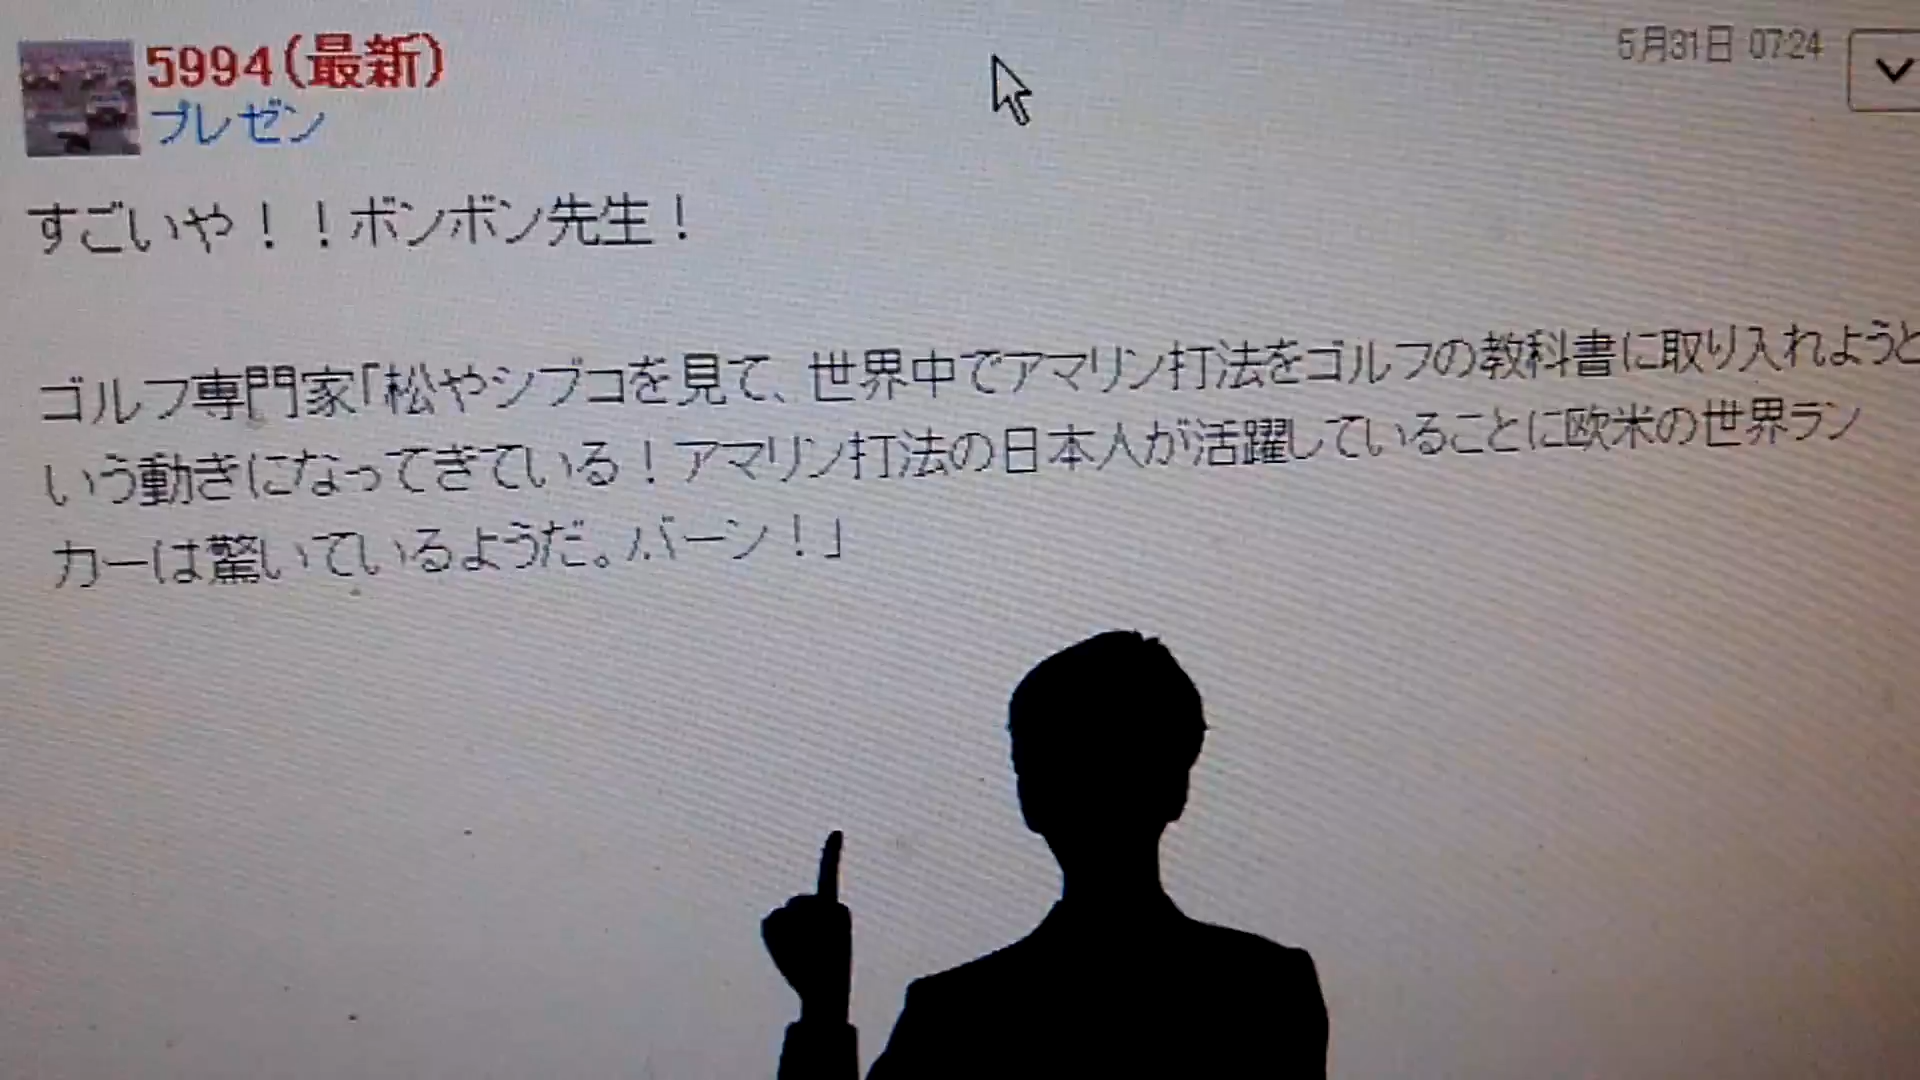 5994(最新)
5月31日 07:24
プレゼン
すごいや！！ボンボン先生！
ゴルフ専門家「松やシブコを見て、世界中でアマリン打法をゴルフの教科書に取り入れようと
いう動きになってきている！アマリン打法の日本人が活躍していることに欧米の世界ラン
カーは驚いているようだ。バーン！」